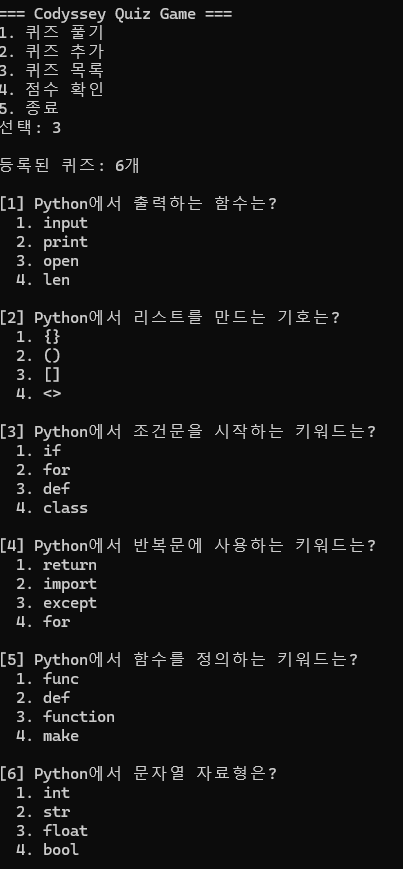 === Codyssey Quiz Game ===
1. 퀴즈 풀기
2. 퀴즈 추가
3. 퀴즈 목록
4. 점수 확인
5. 종료
선택: 3
등록된 퀴즈: 6개
[1] Python에서 출력하는 함수는?
1. input
2. print
3. open
4. len
[2] Python에서 리스트를 만드는 기호는?
1. {}
2. ()
3. []
4. <>
[3] Python에서 조건문을 시작하는 키워드는?
1. if
2. for
3. def
4. class
[4] Python에서 반복문에 사용하는 키워드는?
1. return
2. import
3. except
4. for
[5] Python에서 함수를 정의하는 키워드는?
1. func
2. def
3. function
4. make
[6] Python에서 문자열 자료형은?
1. int
2. str
3. float
4. bool